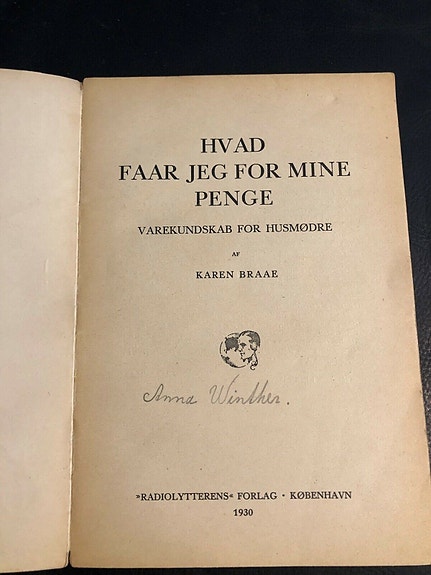 HVAD
FAAR JEG FOR MINE
PENGE
VAREKUNDSKAB FOR HUSMØDRE
AF
KAREN BRAAE
Anna Winther.
»RADIOLYTTERENS« FORLAG · KØBENHAVN
1930